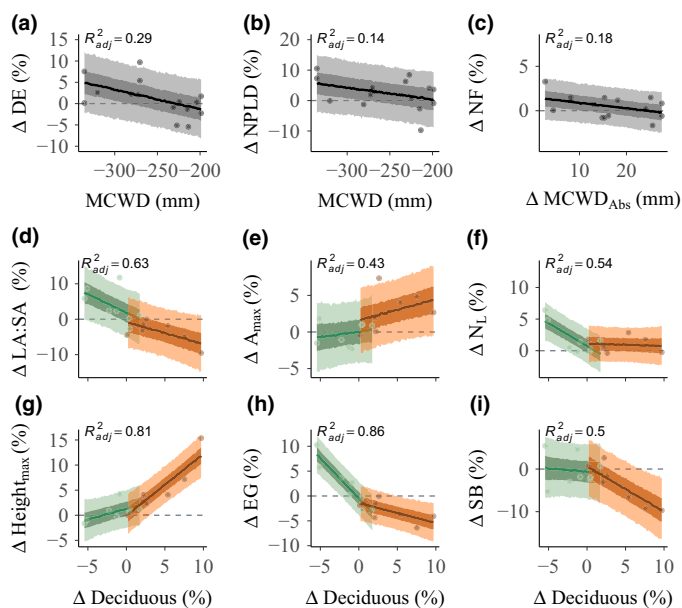 (a) (b) (c)
R²adj = 0.29 R²adj = 0.14 R²adj = 0.18
Δ DE (%) Δ NPLD (%) Δ NF (%)
15 10 5 0 −5 −10
20 10 0 −10
5 0
−300 −250 −200 −300 −250 −200 10 20
MCWD (mm) MCWD (mm) Δ MCWDAbs (mm)
(d) (e) (f)
R²adj = 0.63 R²adj = 0.43 R²adj = 0.54
Δ LA:SA (%) Δ Amax (%) Δ NL (%)
10 0 −10
5 0 −5
10 5 0
(g) (h) (i)
R²adj = 0.81 R²adj = 0.86 R²adj = 0.5
Δ Heightmax (%) Δ EG (%) Δ SB (%)
15 10 5 0 −5
10 5 0 −5 −10
0 −10
−5 0 5 10 −5 0 5 10 −5 0 5 10
Δ Deciduous (%) Δ Deciduous (%) Δ Deciduous (%)